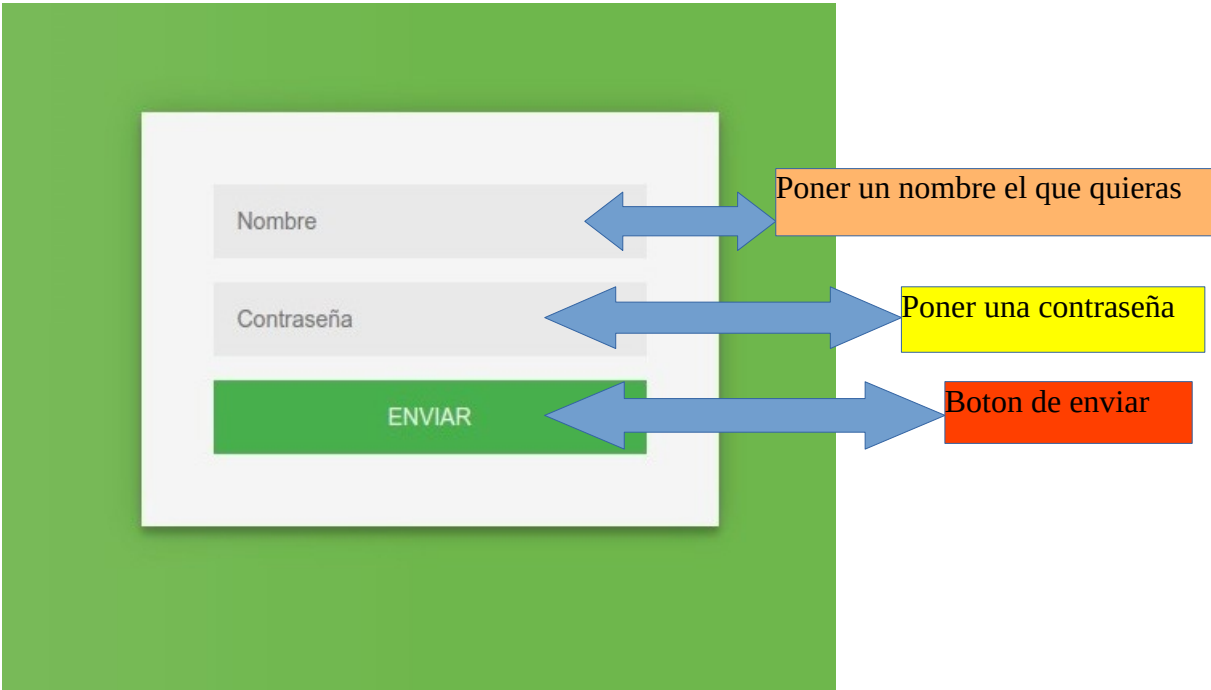 Nombre
Poner un nombre el que quieras
Contraseña
Poner una contraseña
ENVIAR
Boton de enviar